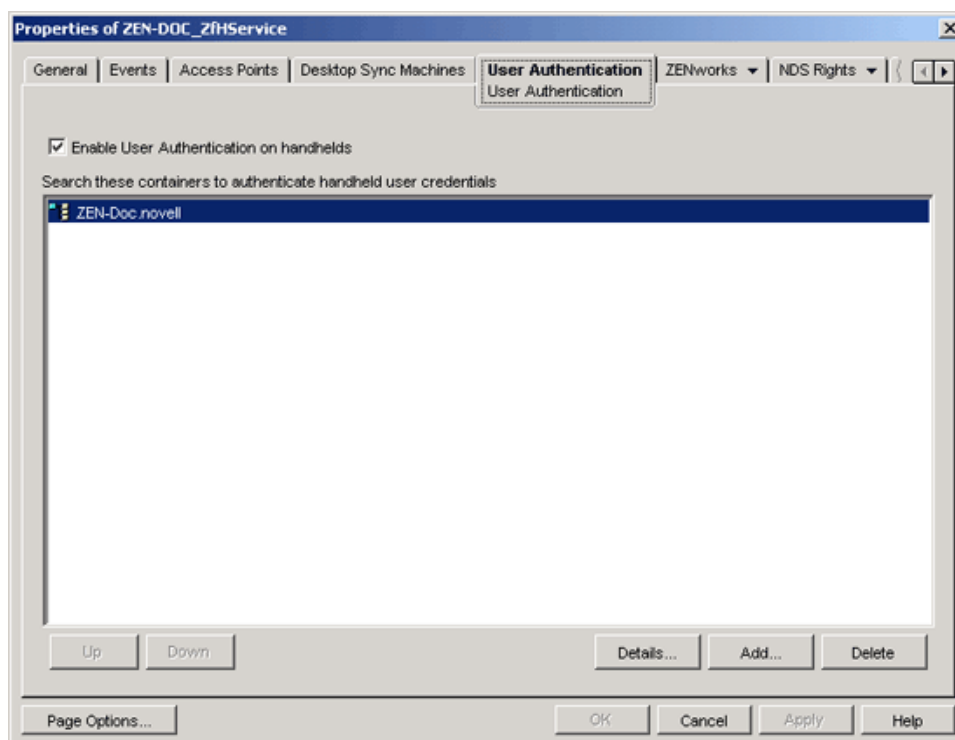 Properties of ZEN-DOC_ZfHService
General Events Access Points Desktop Sync Machines User Authentication ZENworks NDS Rights
User Authentication
Enable User Authentication on handhelds
Search these containers to authenticate handheld user credentials
ZEN-Doc.novell
Up Down Details... Add... Delete
Page Options... OK Cancel Apply Help